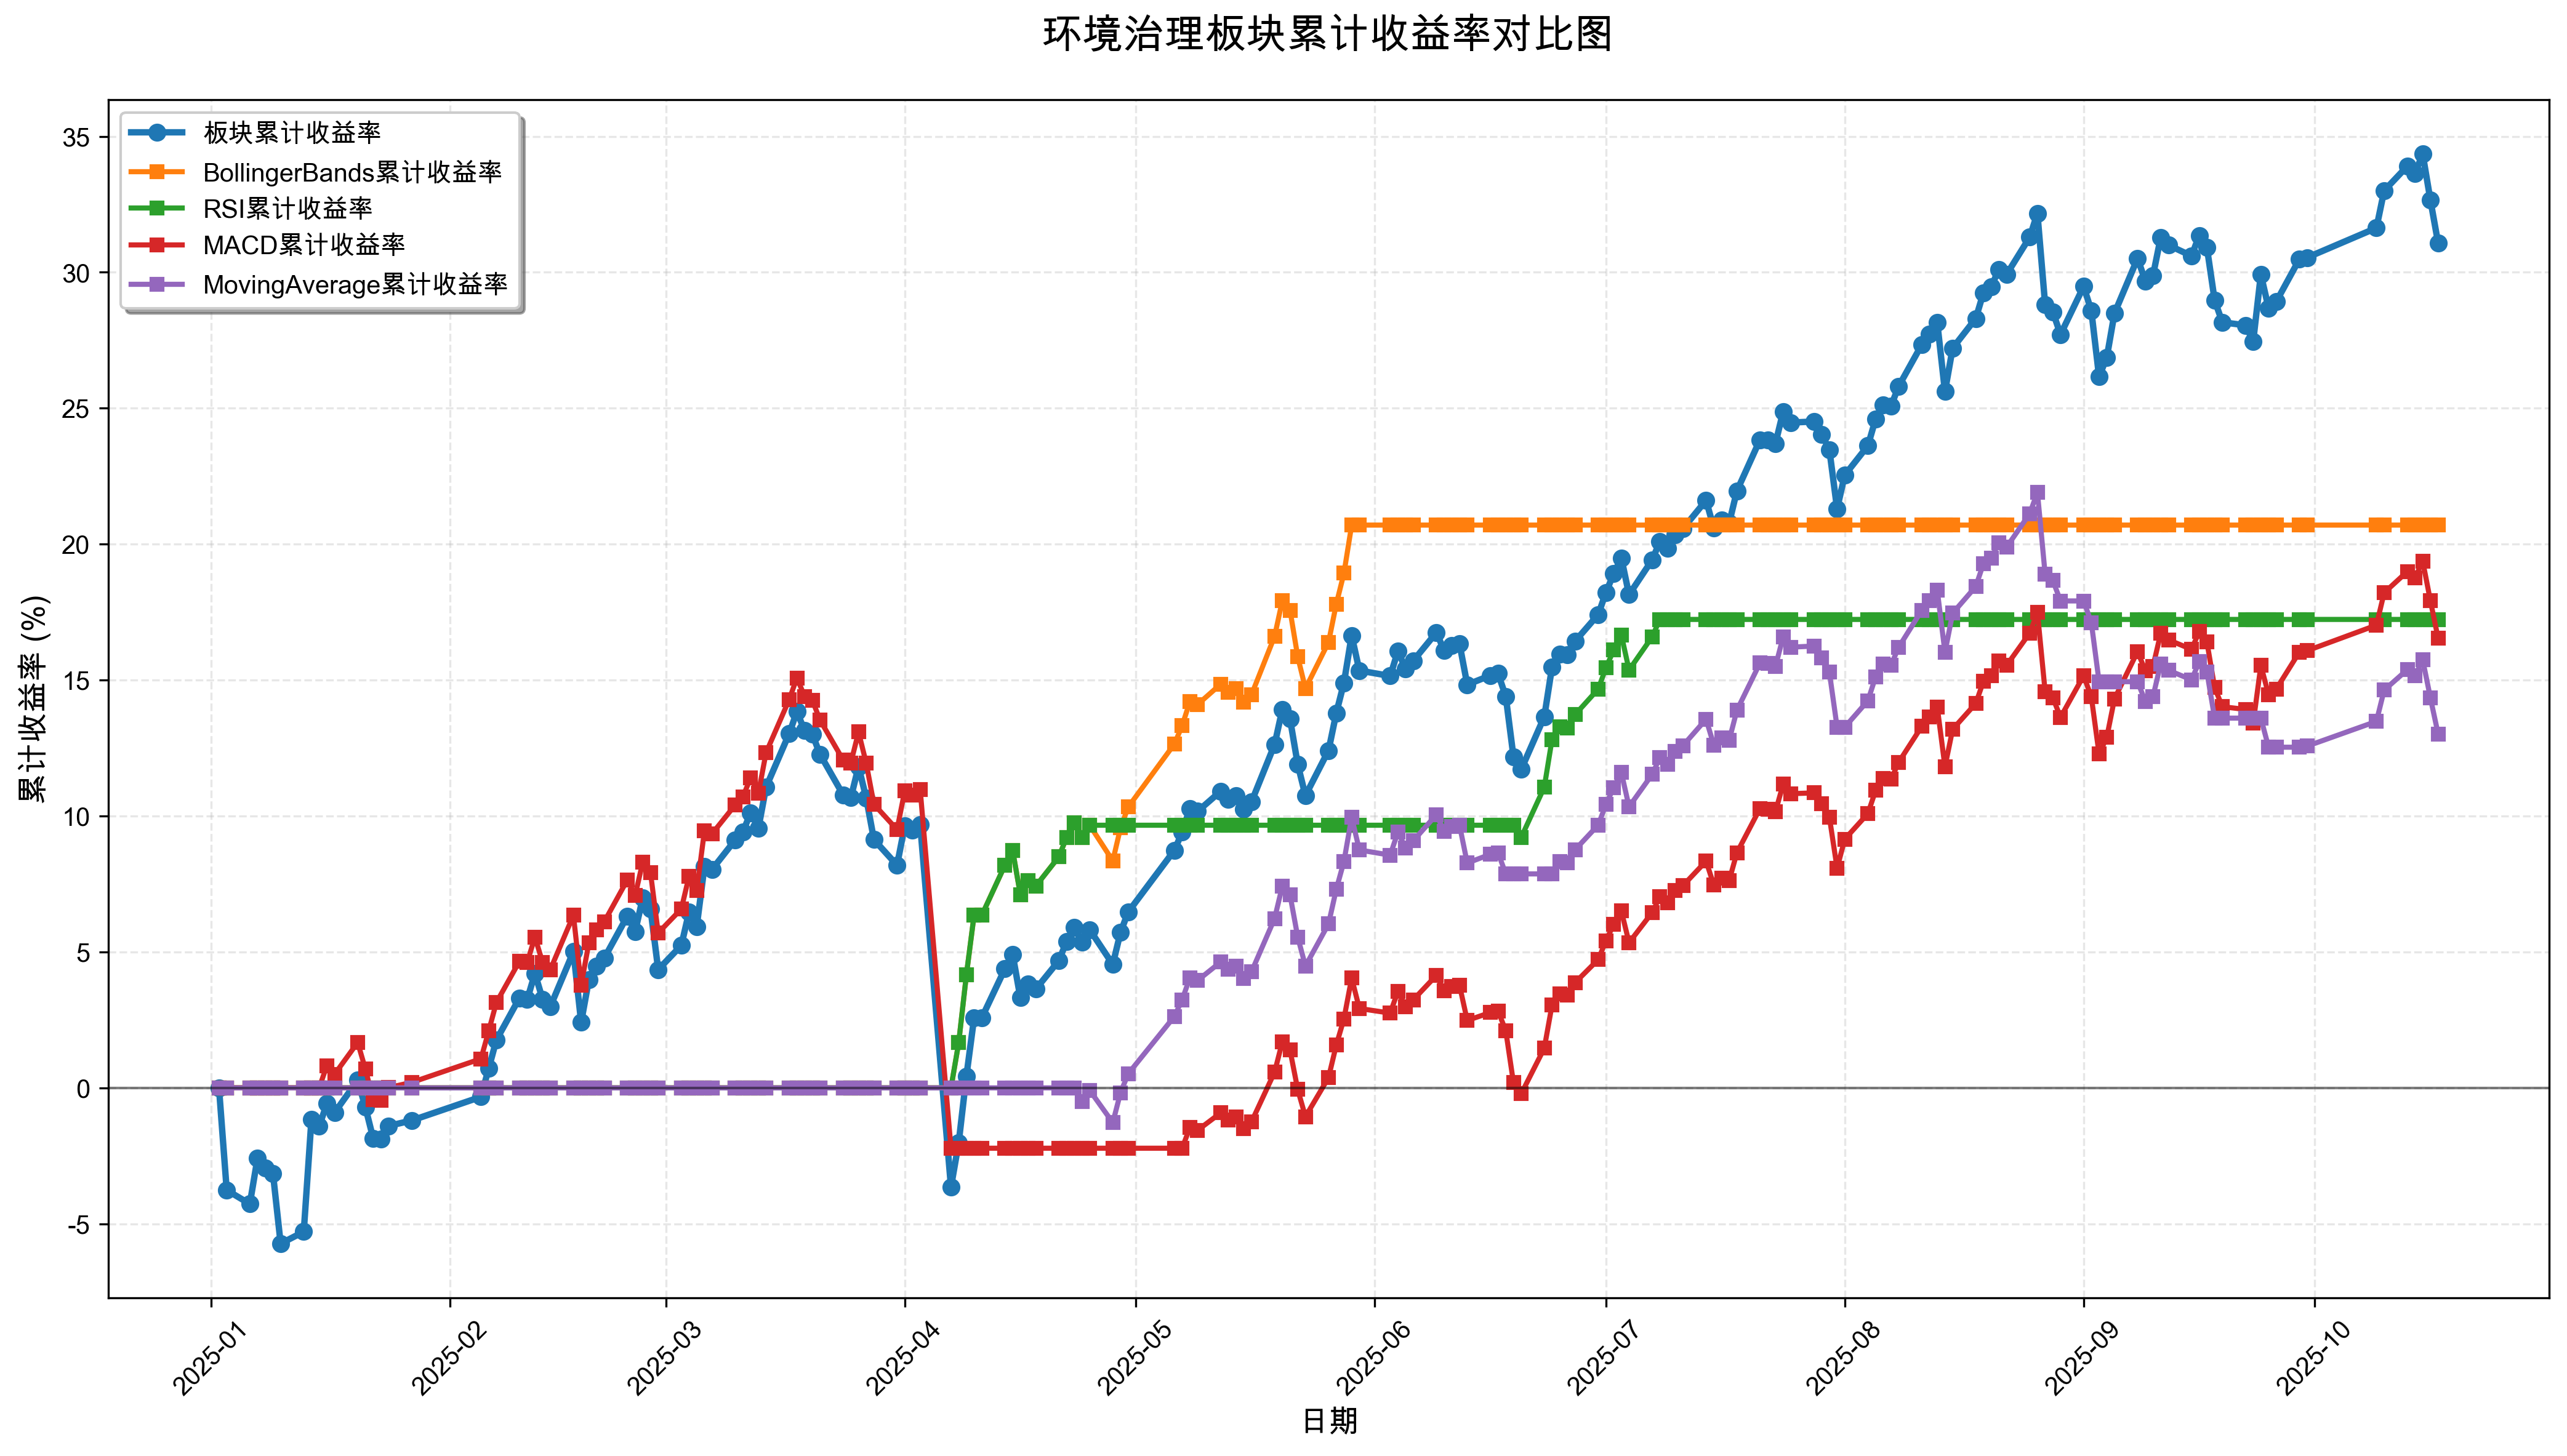 环境治理板块累计收益率对比图
板块累计收益率
BollingerBands累计收益率
RSI累计收益率
MACD累计收益率
MovingAverage累计收益率
累计收益率 (%)
35
30
25
20
15
10
5
0
-5
2025-01
2025-02
2025-03
2025-04
2025-05
2025-06
2025-07
2025-08
2025-09
2025-10
日期